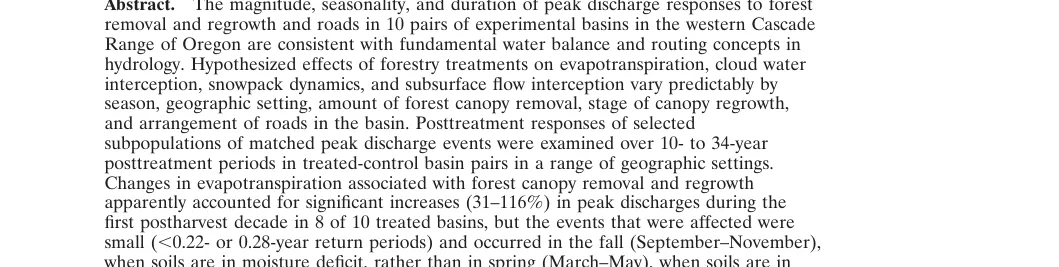 Abstract. The magnitude, seasonality, and duration of peak discharge responses to forest
removal and regrowth and roads in 10 pairs of experimental basins in the western Cascade
Range of Oregon are consistent with fundamental water balance and routing concepts in
hydrology. Hypothesized effects of forestry treatments on evapotranspiration, cloud water
interception, snowpack dynamics, and subsurface flow interception vary predictably by
season, geographic setting, amount of forest canopy removal, stage of canopy regrowth,
and arrangement of roads in the basin. Posttreatment responses of selected
subpopulations of matched peak discharge events were examined over 10- to 34-year
posttreatment periods in treated-control basin pairs in a range of geographic settings.
Changes in evapotranspiration associated with forest canopy removal and regrowth
apparently accounted for significant increases (31–116%) in peak discharges during the
first postharvest decade in 8 of 10 treated basins, but the events that were affected were
small (<0.22- or 0.28-year return periods) and occurred in the fall (September–November),
when soils are in moisture deficit, rather than in spring (March–May), when soils are in